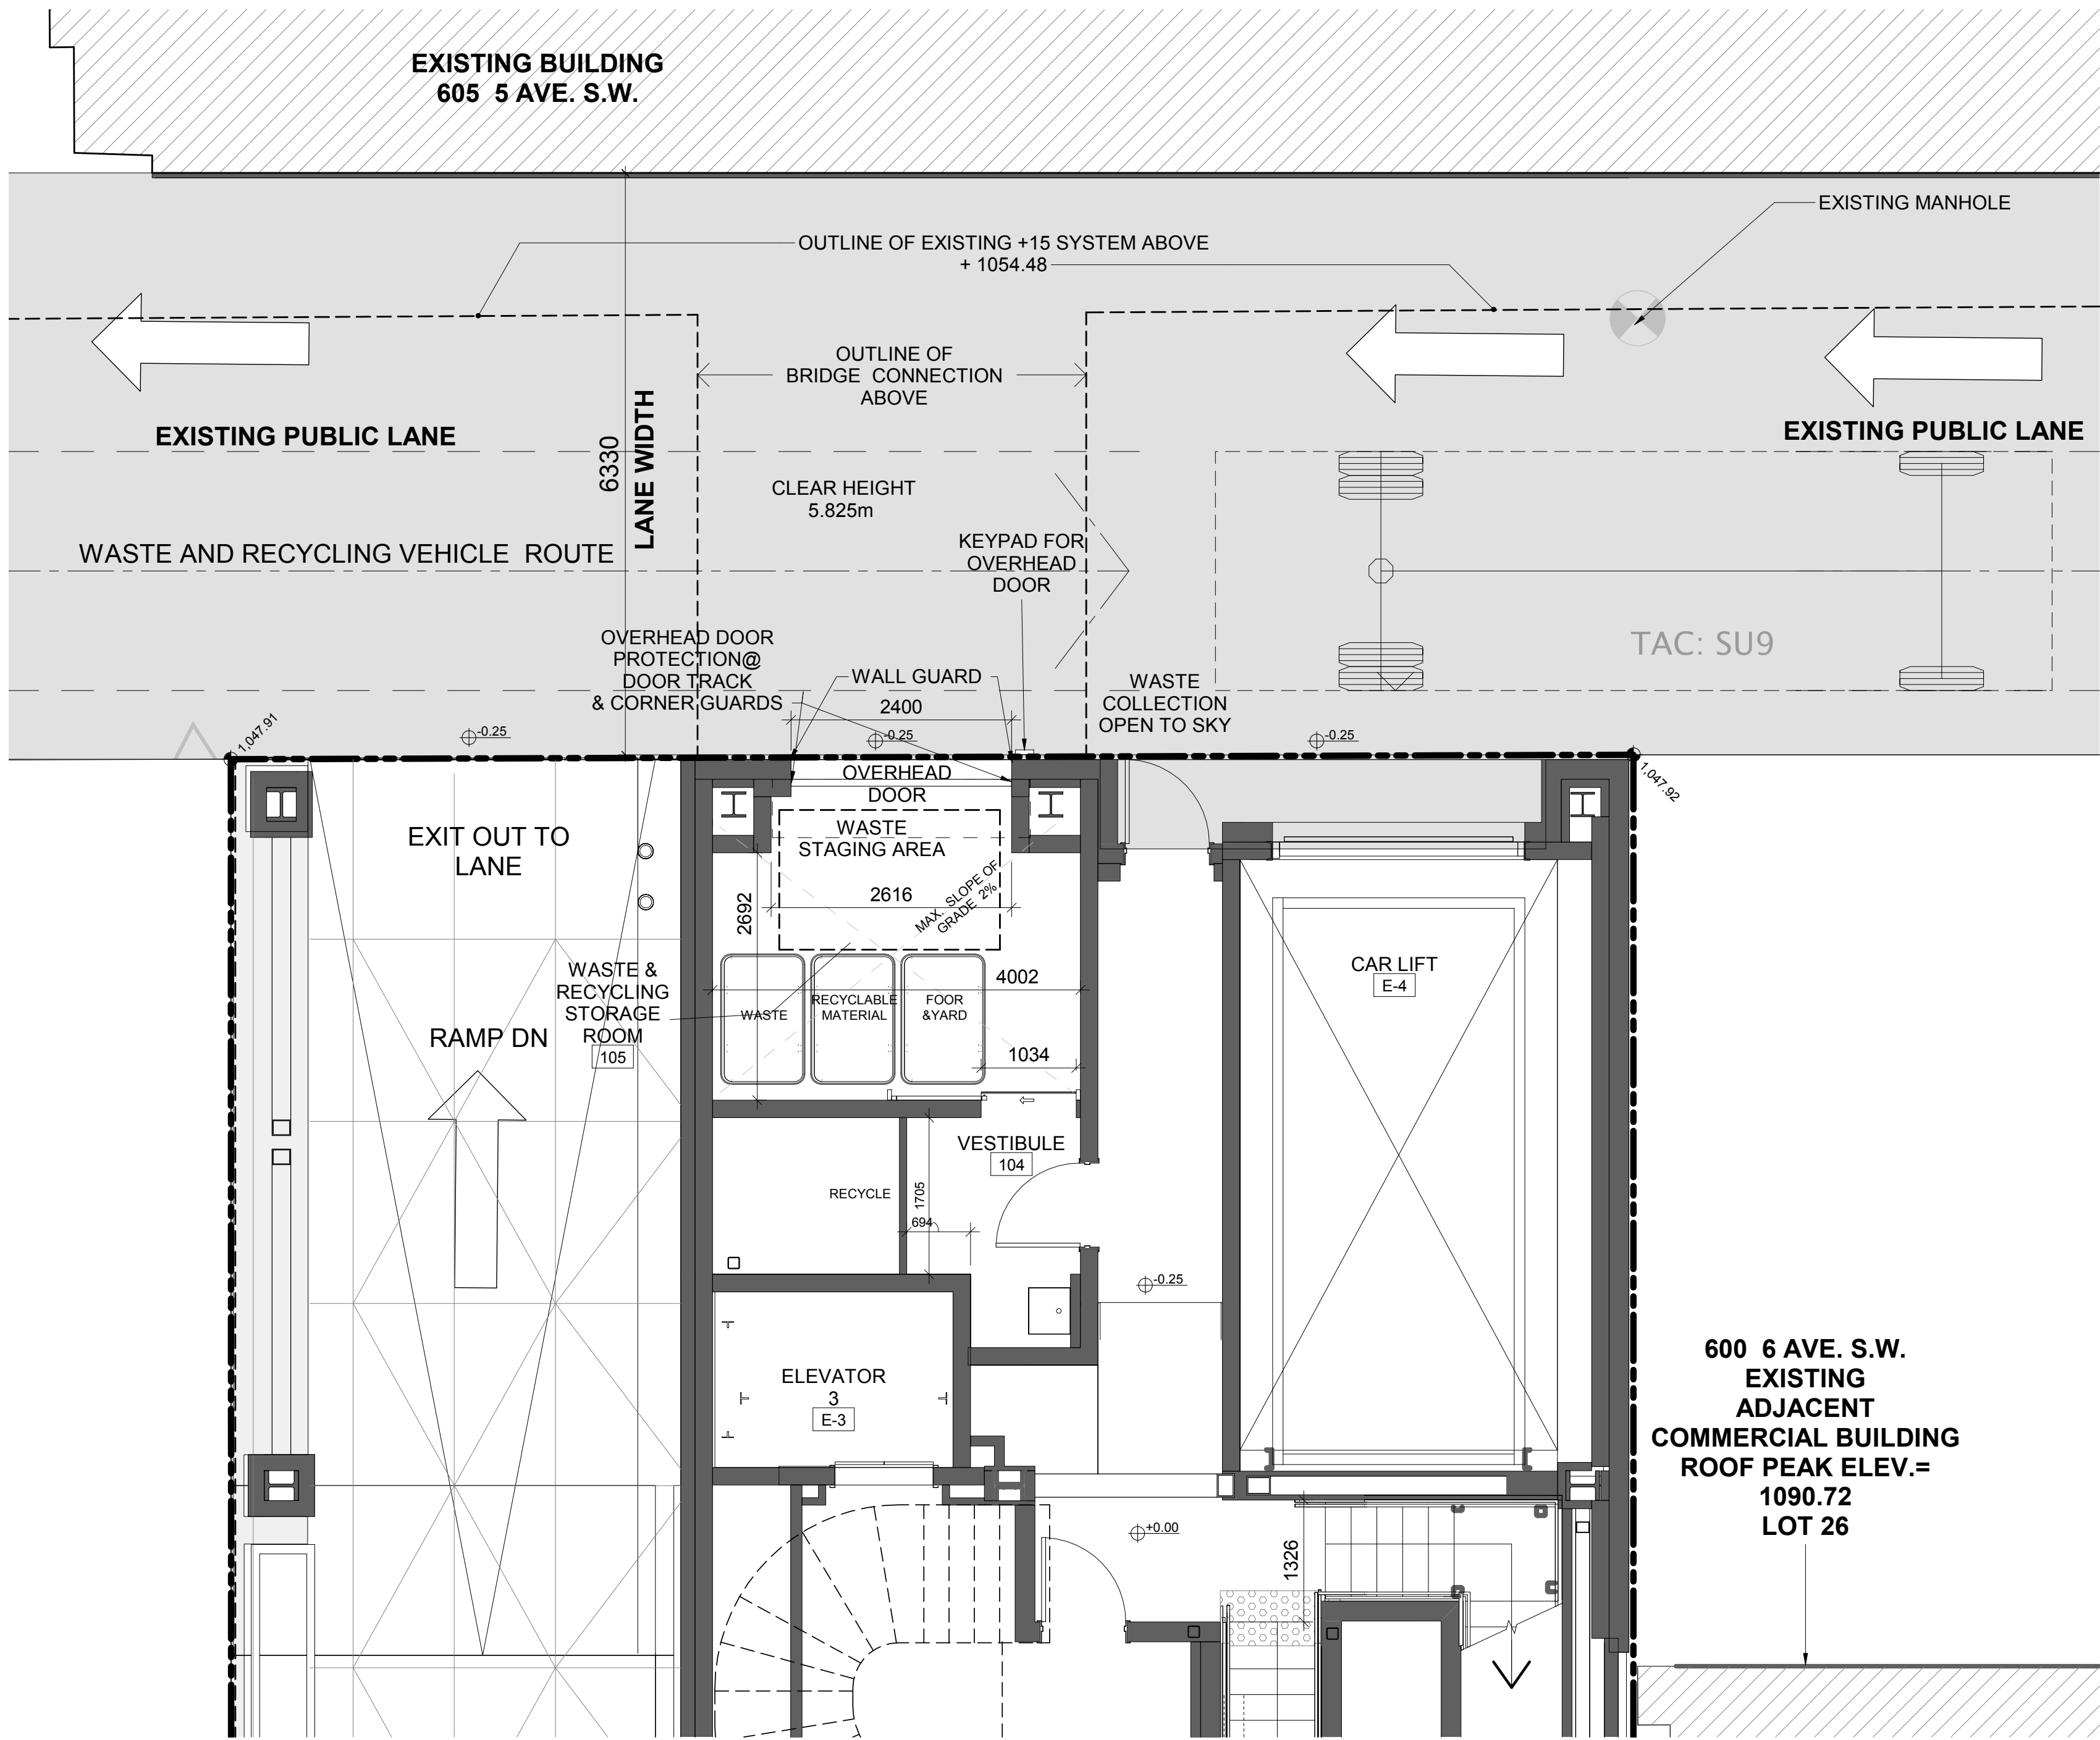 EXISTING BUILDING
605 5 AVE. S.W.
EXISTING MANHOLE
OUTLINE OF EXISTING +15 SYSTEM ABOVE
+ 1054.48
OUTLINE OF
BRIDGE CONNECTION
ABOVE
EXISTING PUBLIC LANE
EXISTING PUBLIC LANE
6330
LANE WIDTH
CLEAR HEIGHT
5.825m
WASTE AND RECYCLING VEHICLE ROUTE
KEYPAD FOR
OVERHEAD
DOOR
TAC: SU9
OVERHEAD DOOR
PROTECTION@
DOOR TRACK
& CORNER GUARDS
WALL GUARD
2400
WASTE
COLLECTION
OPEN TO SKY
1,047.91
-0.25
-0.25
-0.25
1,047.92
OVERHEAD
DOOR
EXIT OUT TO
LANE
WASTE
STAGING AREA
MAX. SLOPE OF
GRADE 2%
2616
2692
CAR LIFT
E-4
WASTE &
RECYCLING
STORAGE
ROOM
105
4002
WASTE
RECYCLABLE
MATERIAL
FOOR
&YARD
RAMP DN
1034
VESTIBULE
104
RECYCLE
1705
694
-0.25
ELEVATOR
3
E-3
600 6 AVE. S.W.
EXISTING
ADJACENT
COMMERCIAL BUILDING
ROOF PEAK ELEV.=
1090.72
LOT 26
+0.00
1326